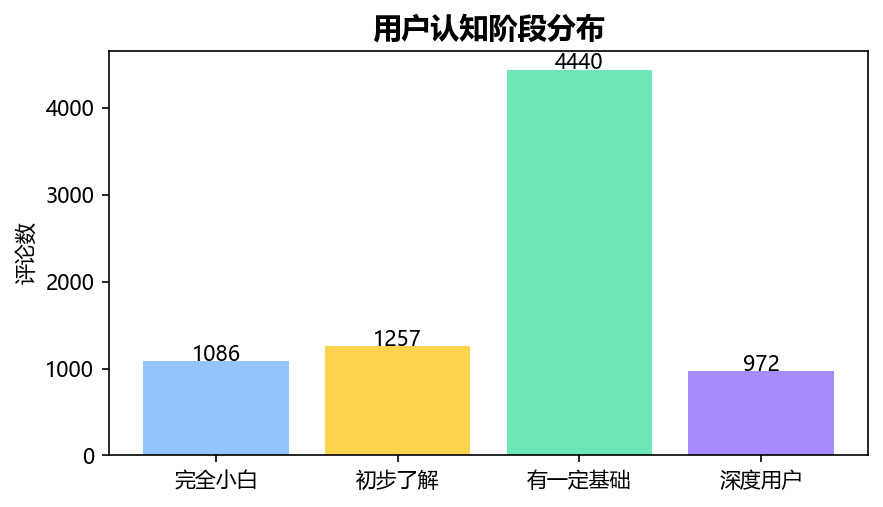 用户认知阶段分布
评论数
4000
3000
2000
1000
0
1086
1257
4440
972
完全小白
初步了解
有一定基础
深度用户